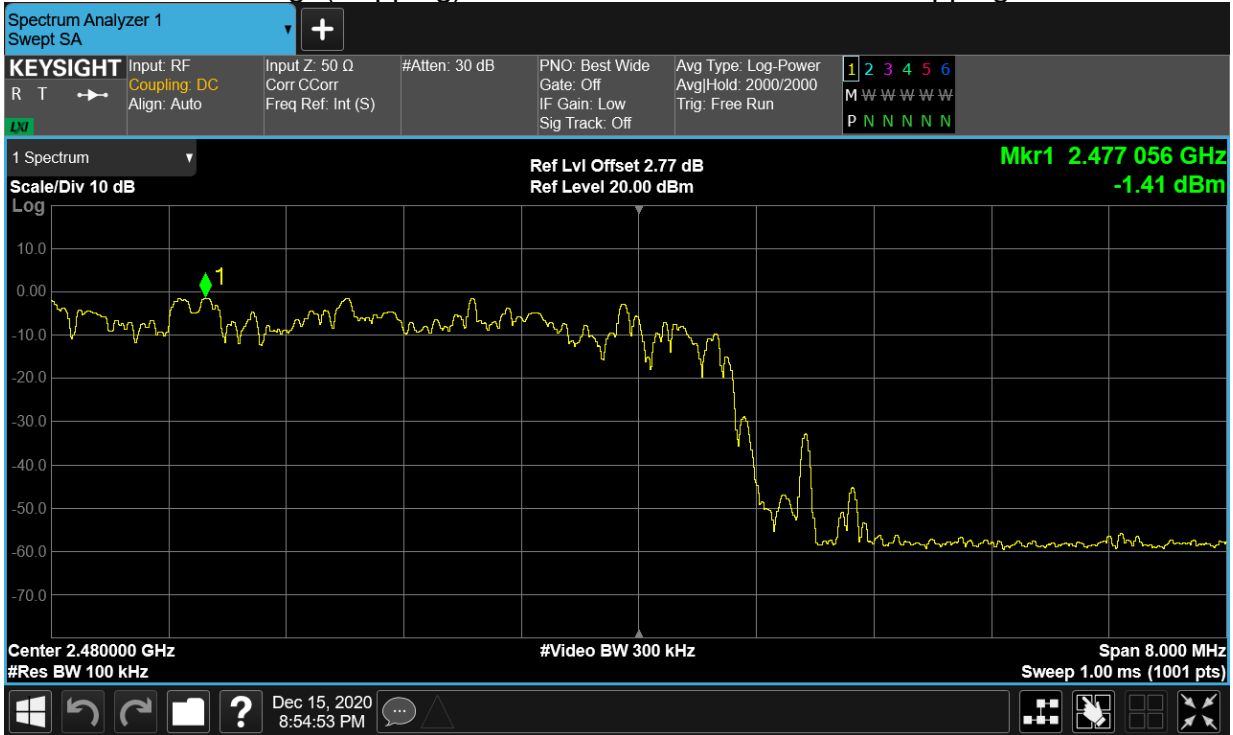 Spectrum Analyzer 1
Swept SA
+
KEYSIGHT
R T
LXI
Input: RF
Coupling: DC
Align: Auto
Input Z: 50 Ω
Corr CCorr
Freq Ref: Int (S)
#Atten: 30 dB
PNO: Best Wide
Gate: Off
IF Gain: Low
Sig Track: Off
Avg Type: Log-Power
Avg|Hold: 2000/2000
Trig: Free Run
1 2 3 4 5 6
M W W W W W
P N N N N N
1 Spectrum
Scale/Div 10 dB
Ref Lvl Offset 2.77 dB
Ref Level 20.00 dBm
Mkr1 2.477 056 GHz
-1.41 dBm
Log
10.0
0.00
-10.0
-20.0
-30.0
-40.0
-50.0
-60.0
-70.0
1
Center 2.480000 GHz
#Res BW 100 kHz
#Video BW 300 kHz
Span 8.000 MHz
Sweep 1.00 ms (1001 pts)
?
Dec 15, 2020
8:54:53 PM